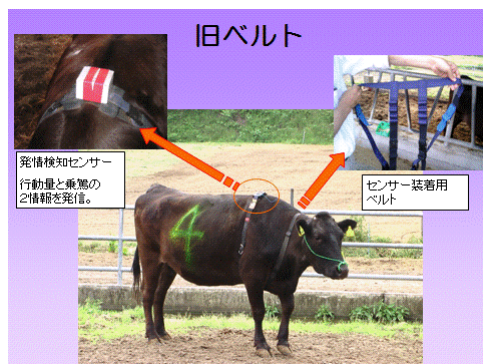 旧ベルト
発情検知センサー
行動量と乗駕の
2情報を発信。
センサー装着用
ベルト
4